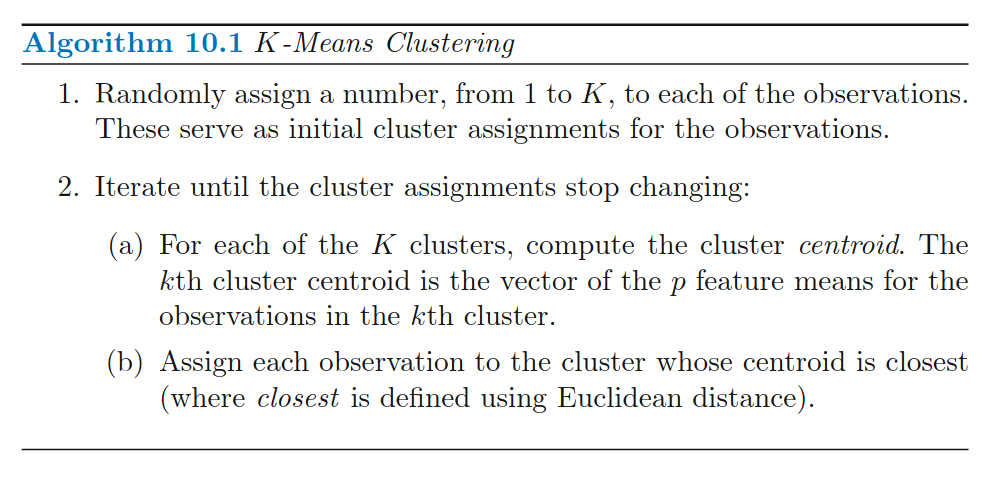 Algorithm 10.1 K-Means Clustering
1. Randomly assign a number, from 1 to K, to each of the observations.
These serve as initial cluster assignments for the observations.
2. Iterate until the cluster assignments stop changing:
(a) For each of the K clusters, compute the cluster centroid. The
kth cluster centroid is the vector of the p feature means for the
observations in the kth cluster.
(b) Assign each observation to the cluster whose centroid is closest
(where closest is defined using Euclidean distance).